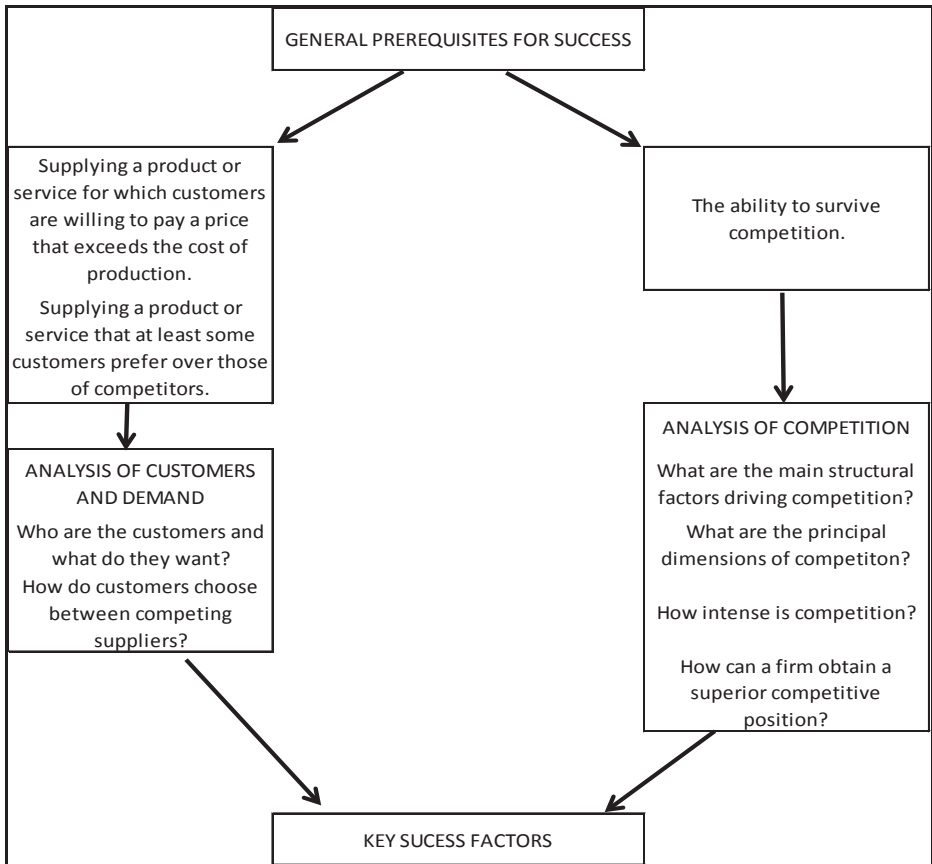 GENERAL PREREQUISITES FOR SUCCESS
Supplying a product or
service for which customers
are willing to pay a price
that exceeds the cost of
production.
Supplying a product or
service that at least some
customers prefer over those
of competitors.
The ability to survive
competition.
ANALYSIS OF CUSTOMERS
AND DEMAND
Who are the customers and
what do they want?
How do customers choose
between competing
suppliers?
ANALYSIS OF COMPETITION
What are the main structural
factors driving competition?
What are the principal
dimensions of competiton?
How intense is competition?
How can a firm obtain a
superior competitive
position?
KEY SUCESS FACTORS